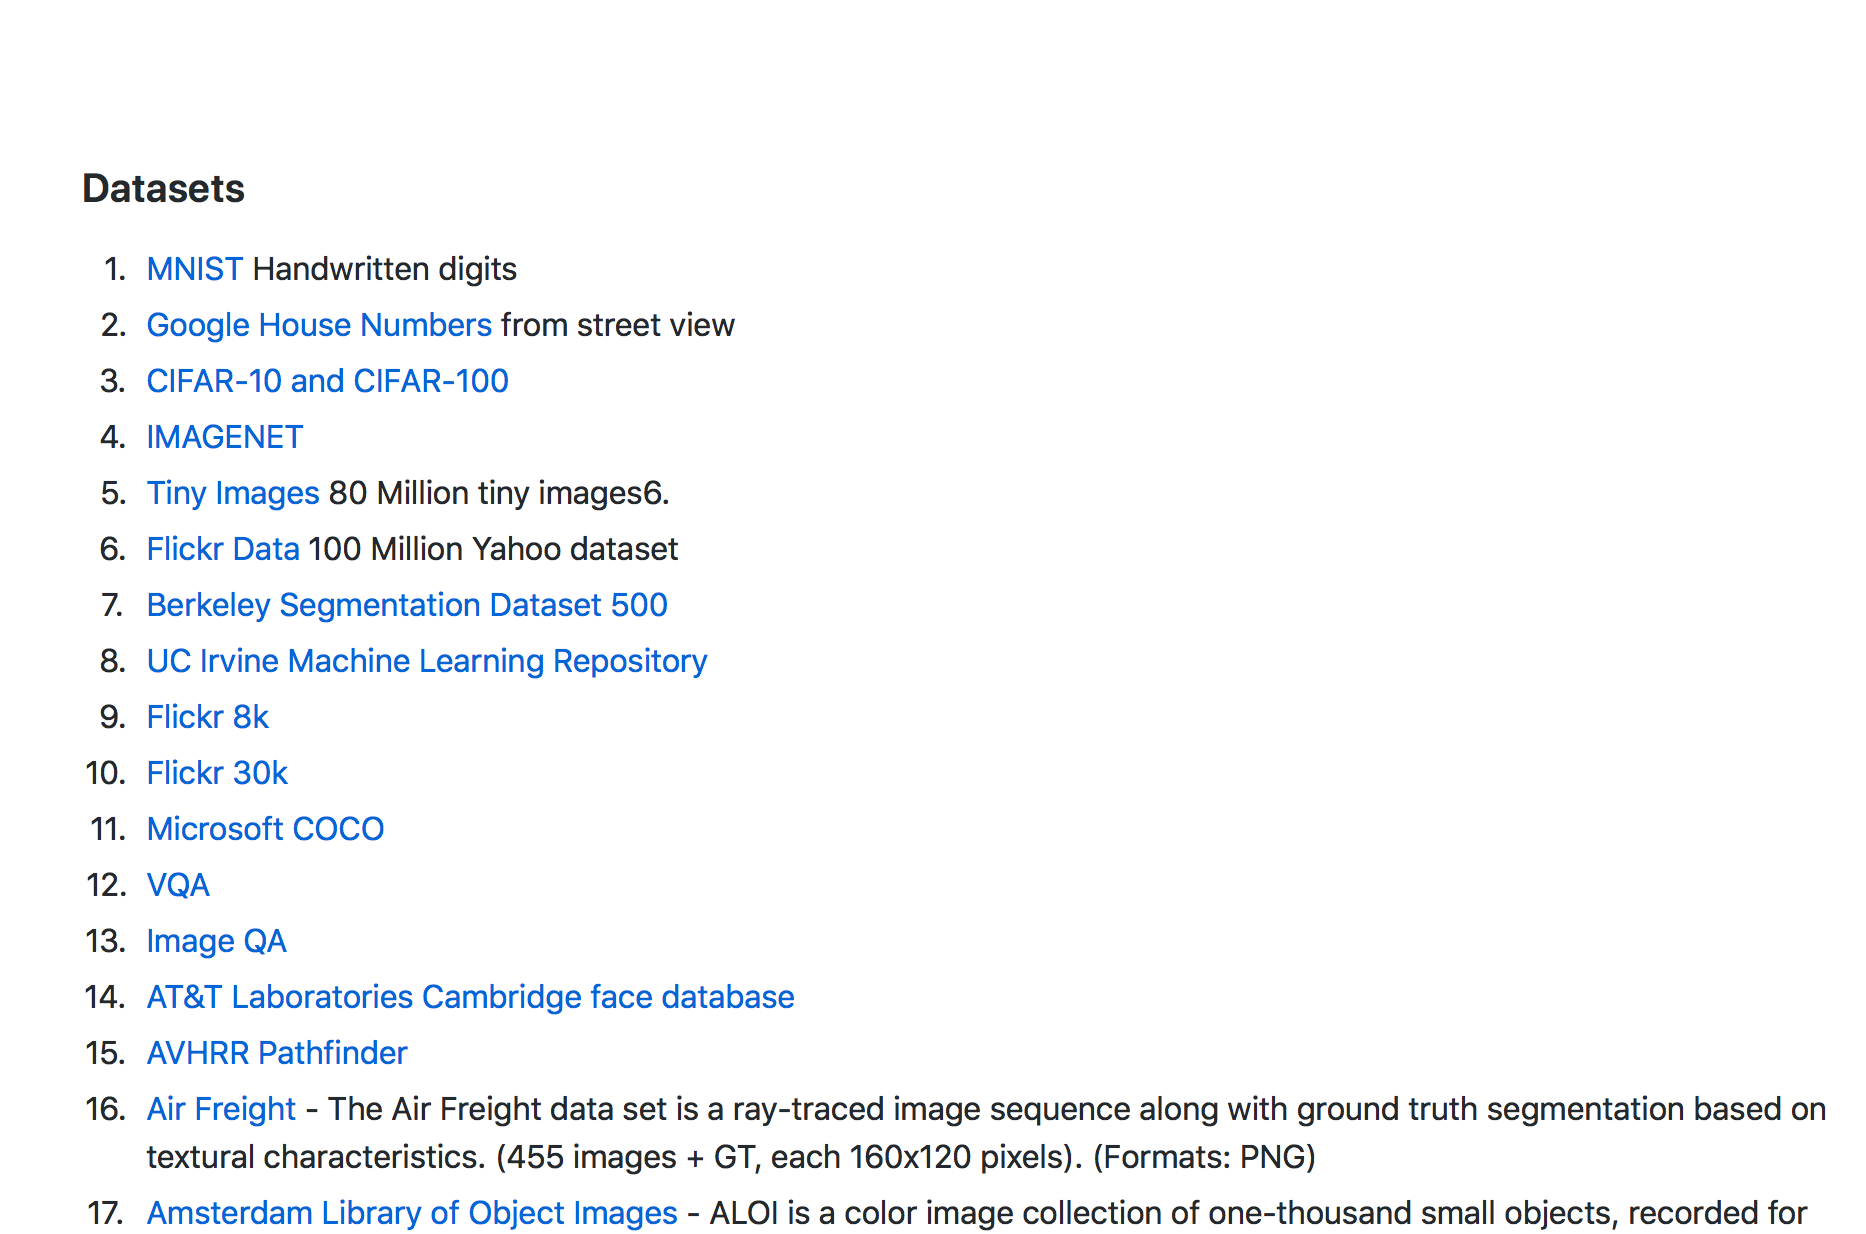 Datasets
1. MNIST Handwritten digits
2. Google House Numbers from street view
3. CIFAR-10 and CIFAR-100
4. IMAGENET
5. Tiny Images 80 Million tiny images6.
6. Flickr Data 100 Million Yahoo dataset
7. Berkeley Segmentation Dataset 500
8. UC Irvine Machine Learning Repository
9. Flickr 8k
10. Flickr 30k
11. Microsoft COCO
12. VQA
13. Image QA
14. AT&T Laboratories Cambridge face database
15. AVHRR Pathfinder
16. Air Freight - The Air Freight data set is a ray-traced image sequence along with ground truth segmentation based on
textural characteristics. (455 images + GT, each 160x120 pixels). (Formats: PNG)
17. Amsterdam Library of Object Images - ALOI is a color image collection of one-thousand small objects, recorded for